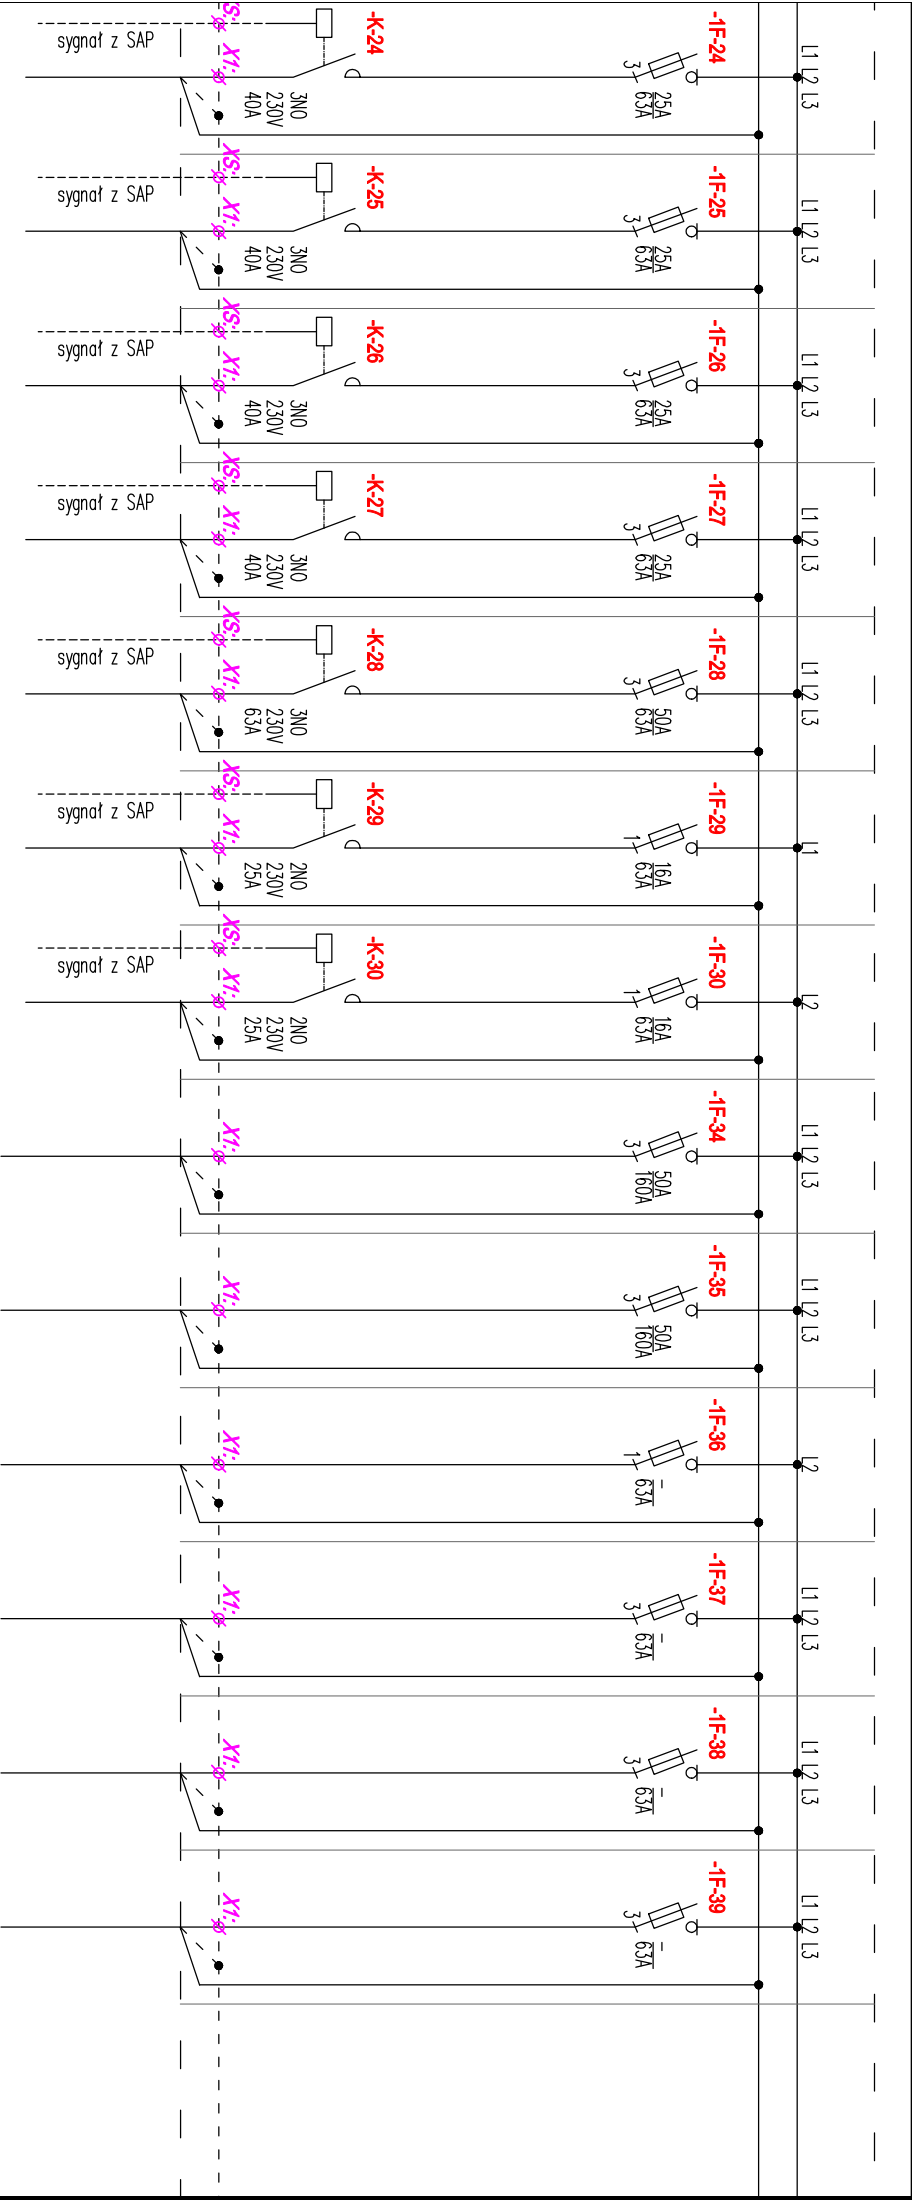 XS:
sygnał z SAP
X1:
-K-24
3NO
230V
40A
-1F-24
3
25A
63A
L1 L2 L3
XS:
sygnał z SAP
X1:
-K-25
3NO
230V
40A
-1F-25
3
25A
63A
L1 L2 L3
XS:
sygnał z SAP
X1:
-K-26
3NO
230V
40A
-1F-26
3
25A
63A
L1 L2 L3
XS:
sygnał z SAP
X1:
-K-27
3NO
230V
40A
-1F-27
3
25A
63A
L1 L2 L3
XS:
sygnał z SAP
X1:
-K-28
3NO
230V
63A
-1F-28
3
50A
63A
L1 L2 L3
XS:
sygnał z SAP
X1:
-K-29
2NO
230V
25A
-1F-29
1
16A
63A
L1
XS:
sygnał z SAP
X1:
-K-30
2NO
230V
25A
-1F-30
1
16A
63A
L2
X1:
-1F-34
3
50A
160A
L1 L2 L3
X1:
-1F-35
3
50A
160A
L1 L2 L3
X1:
-1F-36
1
-
63A
L2
X1:
-1F-37
3
-
63A
L1 L2 L3
X1:
-1F-38
3
-
63A
L1 L2 L3
X1:
-1F-39
3
-
63A
L1 L2 L3